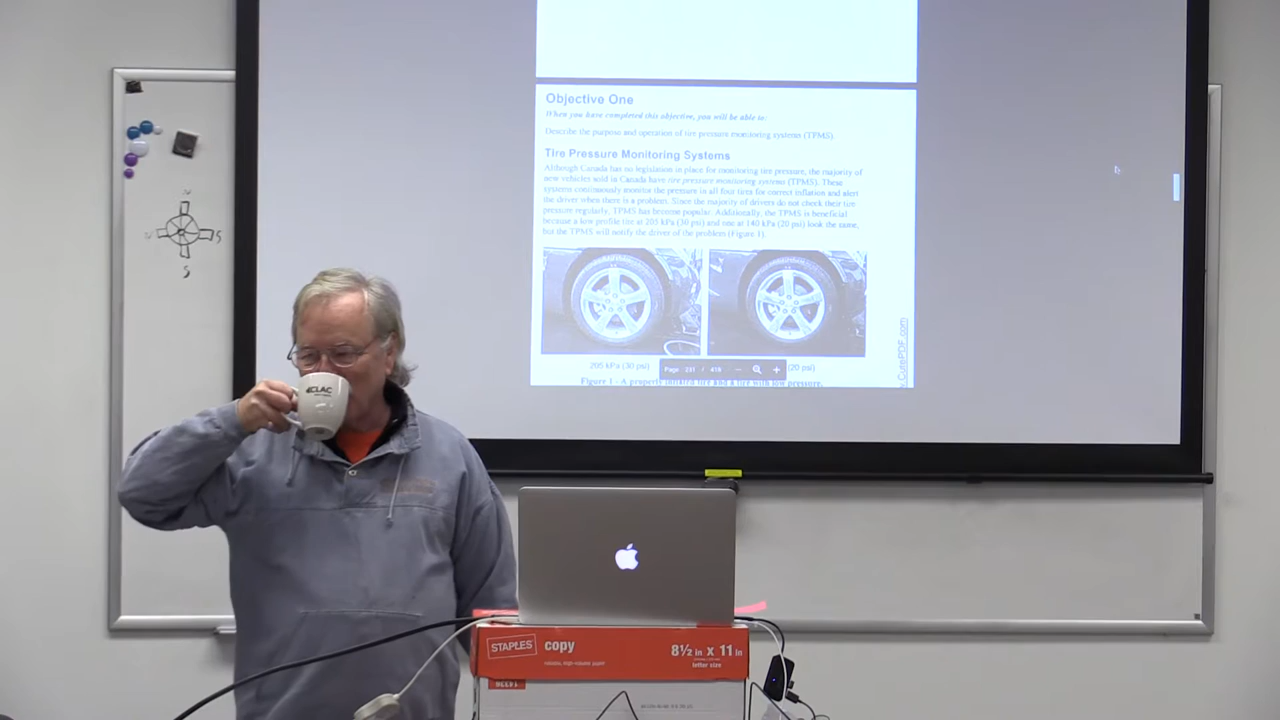 Objective One
When you have completed this objective, you will be able to:
Describe the purpose and operation of tire pressure monitoring systems (TPMS).
Tire Pressure Monitoring Systems
Although Canada has no legislation in place for monitoring tire pressure, the majority of
new vehicles sold in Canada have tire pressure monitoring systems (TPMS). These
systems continuously monitor the pressure in all four tires for correct inflation and alert
the driver when there is a problem. Since the majority of drivers do not check their tire
pressure regularly, TPMS has become popular. Additionally, the TPMS is beneficial
because a low profile tire at 205 kPa (30 psi) and one at 140 kPa (20 psi) look the same,
but the TPMS will notify the driver of the problem (Figure 1).
205 kPa (30 psi)
(20 psi)
Page : 231 / 419
Figure 1 - A properly inflated tire and a tire with low pressure.
CutePDF.com
N
S
S
CLAC
STAPLES
copy
8½ in x 11 in
letter size